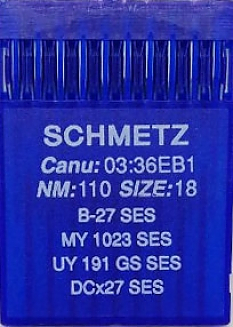 SCHMETZ
Canu: 03:36EB1
NM:110 SIZE:18
B-27 SES
MY 1023 SES
UY 191 GS SES
DCx27 SES